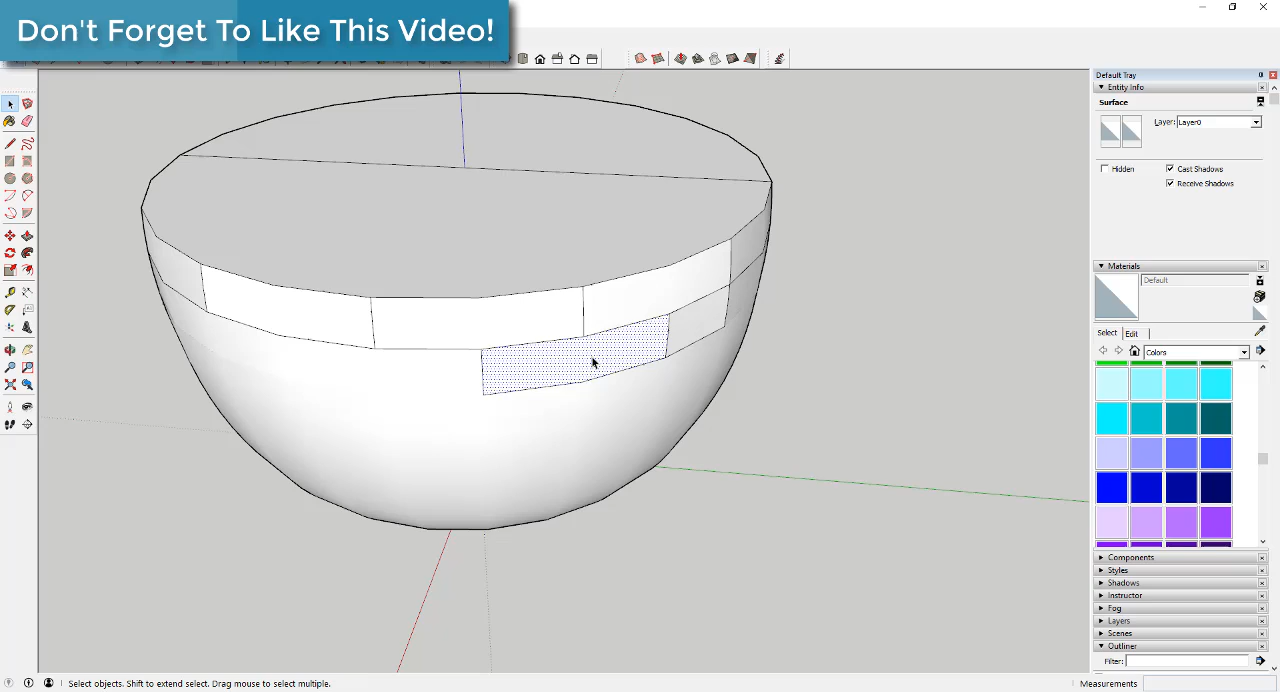 Don't Forget To Like This Video!
Default Tray
Entity Info
Surface
Layer: Layer0
Hidden
Cast Shadows
Receive Shadows
Materials
Default
Select Edit
Colors
Components
Styles
Shadows
Instructor
Fog
Layers
Scenes
Outliner
Filter:
Select objects. Shift to extend select. Drag mouse to select multiple.
Measurements